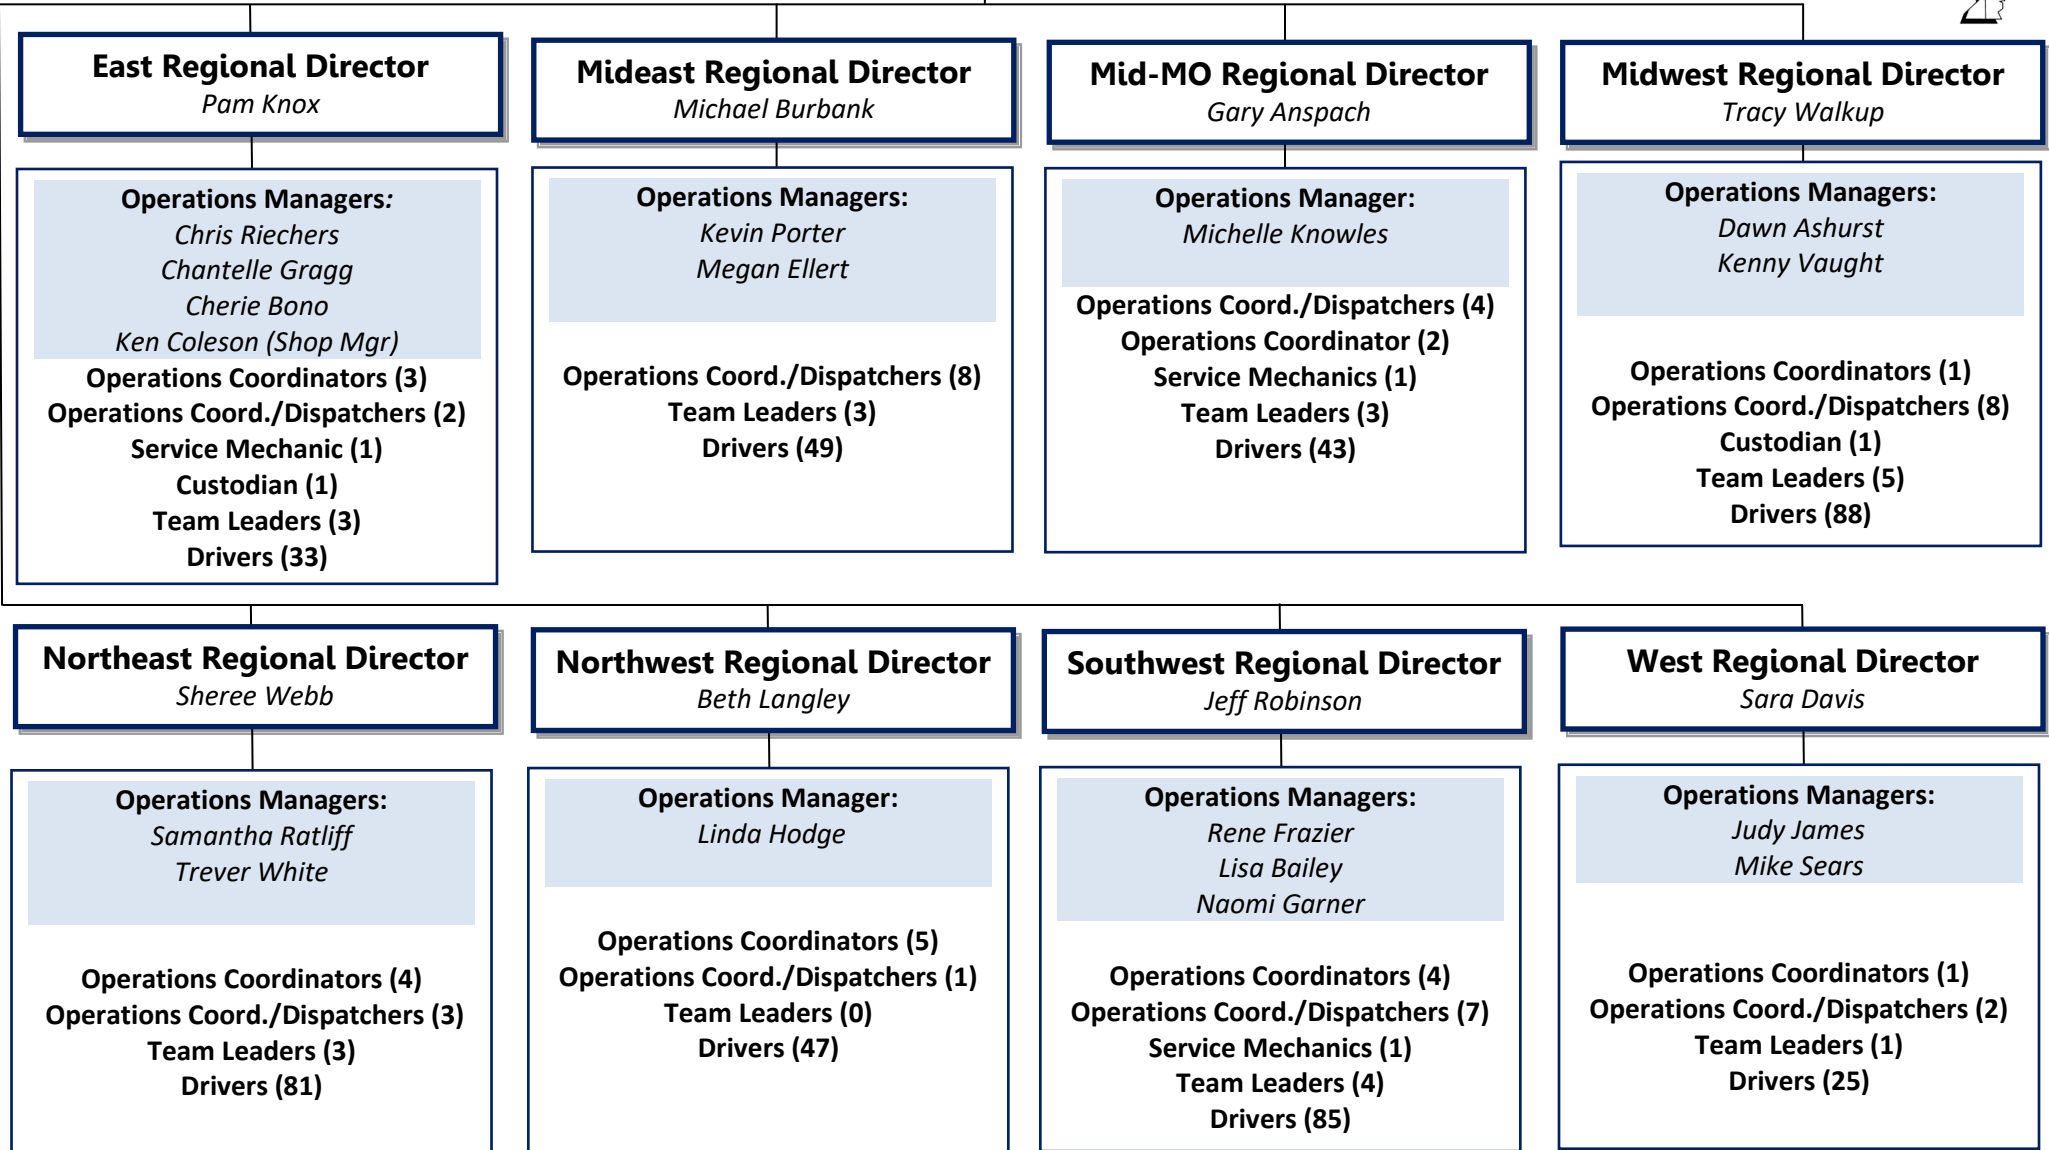 East Regional Director
Pam Knox
Operations Managers:
Chris Riechers
Chantelle Gragg
Cherie Bono
Ken Coleson (Shop Mgr)
Operations Coordinators (3)
Operations Coord./Dispatchers (2)
Service Mechanic (1)
Custodian (1)
Team Leaders (3)
Drivers (33)
Mideast Regional Director
Michael Burbank
Operations Managers:
Kevin Porter
Megan Ellert
Operations Coord./Dispatchers (8)
Team Leaders (3)
Drivers (49)
Mid-MO Regional Director
Gary Anspach
Operations Manager:
Michelle Knowles
Operations Coord./Dispatchers (4)
Operations Coordinator (2)
Service Mechanics (1)
Team Leaders (3)
Drivers (43)
Midwest Regional Director
Tracy Walkup
Operations Managers:
Dawn Ashurst
Kenny Vaught
Operations Coordinators (1)
Operations Coord./Dispatchers (8)
Custodian (1)
Team Leaders (5)
Drivers (88)
Northeast Regional Director
Sheree Webb
Operations Managers:
Samantha Ratliff
Trever White
Operations Coordinators (4)
Operations Coord./Dispatchers (3)
Team Leaders (3)
Drivers (81)
Northwest Regional Director
Beth Langley
Operations Manager:
Linda Hodge
Operations Coordinators (5)
Operations Coord./Dispatchers (1)
Team Leaders (0)
Drivers (47)
Southwest Regional Director
Jeff Robinson
Operations Managers:
Rene Frazier
Lisa Bailey
Naomi Garner
Operations Coordinators (4)
Operations Coord./Dispatchers (7)
Service Mechanics (1)
Team Leaders (4)
Drivers (85)
West Regional Director
Sara Davis
Operations Managers:
Judy James
Mike Sears
Operations Coordinators (1)
Operations Coord./Dispatchers (2)
Team Leaders (1)
Drivers (25)